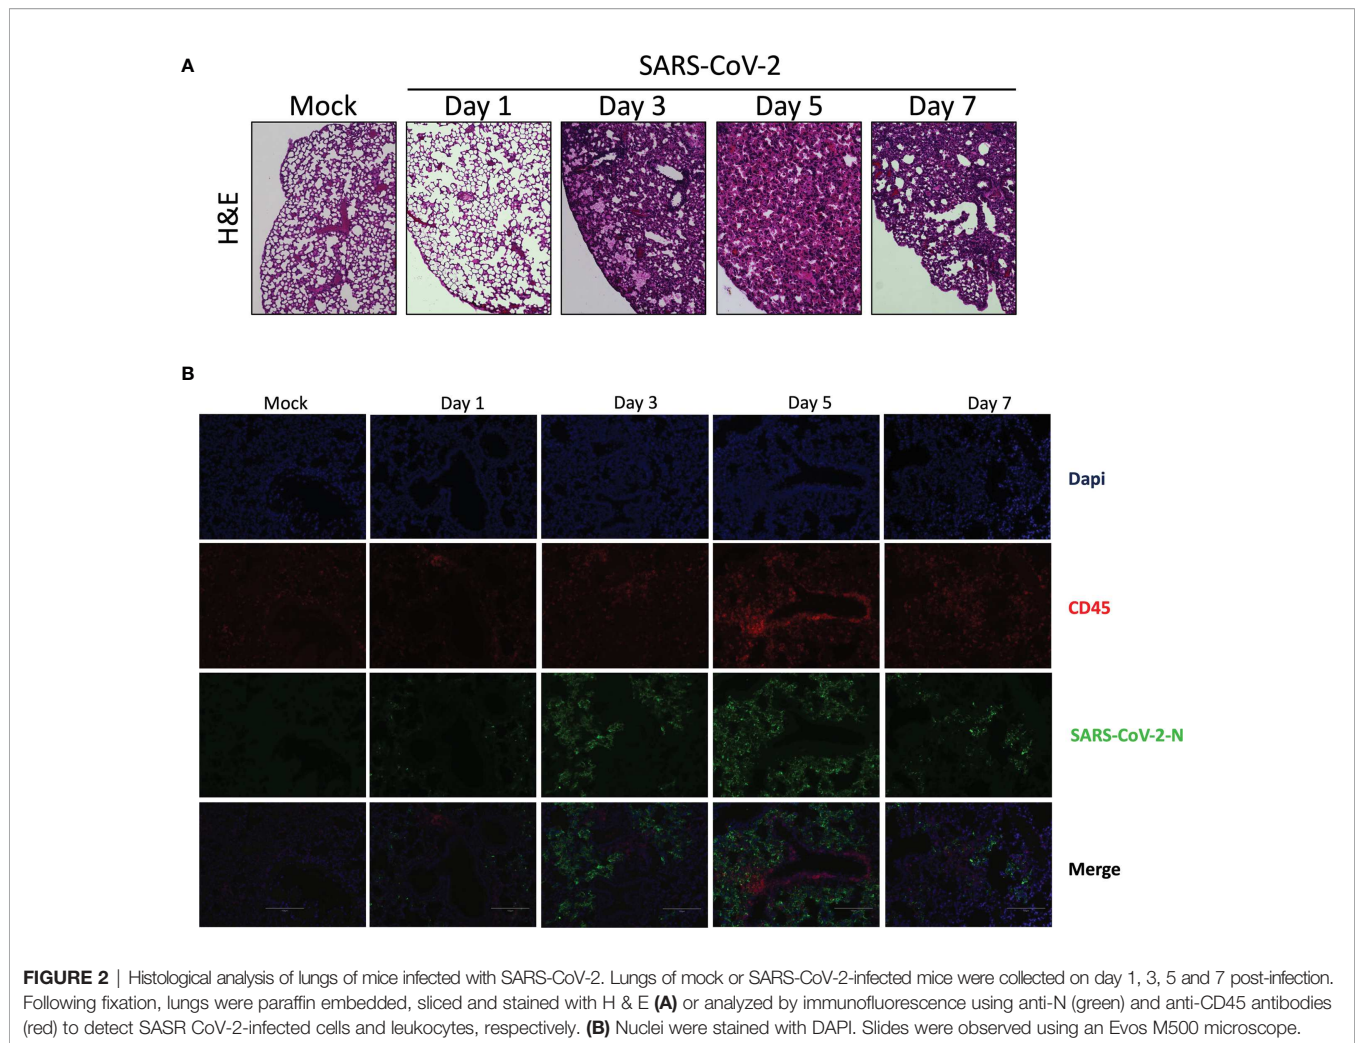 A
SARS-CoV-2
Mock Day 1 Day 3 Day 5 Day 7
H&E
B
Mock Day 1 Day 3 Day 5 Day 7
Dapi
CD45
SARS-CoV-2-N
Merge
FIGURE 2 | Histological analysis of lungs of mice infected with SARS-CoV-2. Lungs of mock or SARS-CoV-2-infected mice were collected on day 1, 3, 5 and 7 post-infection.
Following fixation, lungs were paraffin embedded, sliced and stained with H & E (A) or analyzed by immunofluorescence using anti-N (green) and anti-CD45 antibodies
(red) to detect SASR CoV-2-infected cells and leukocytes, respectively. (B) Nuclei were stained with DAPI. Slides were observed using an Evos M500 microscope.